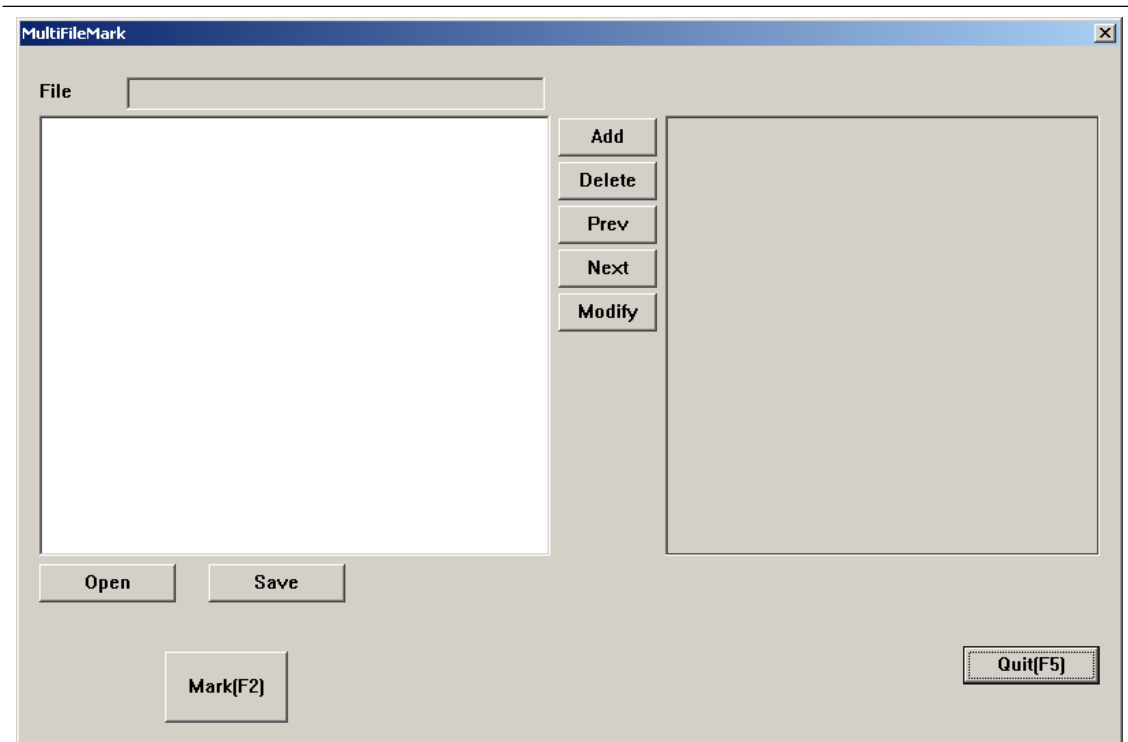 MultiFileMark
File
Add
Delete
Prev
Next
Modify
Open Save
Quit(F5)
Mark(F2)